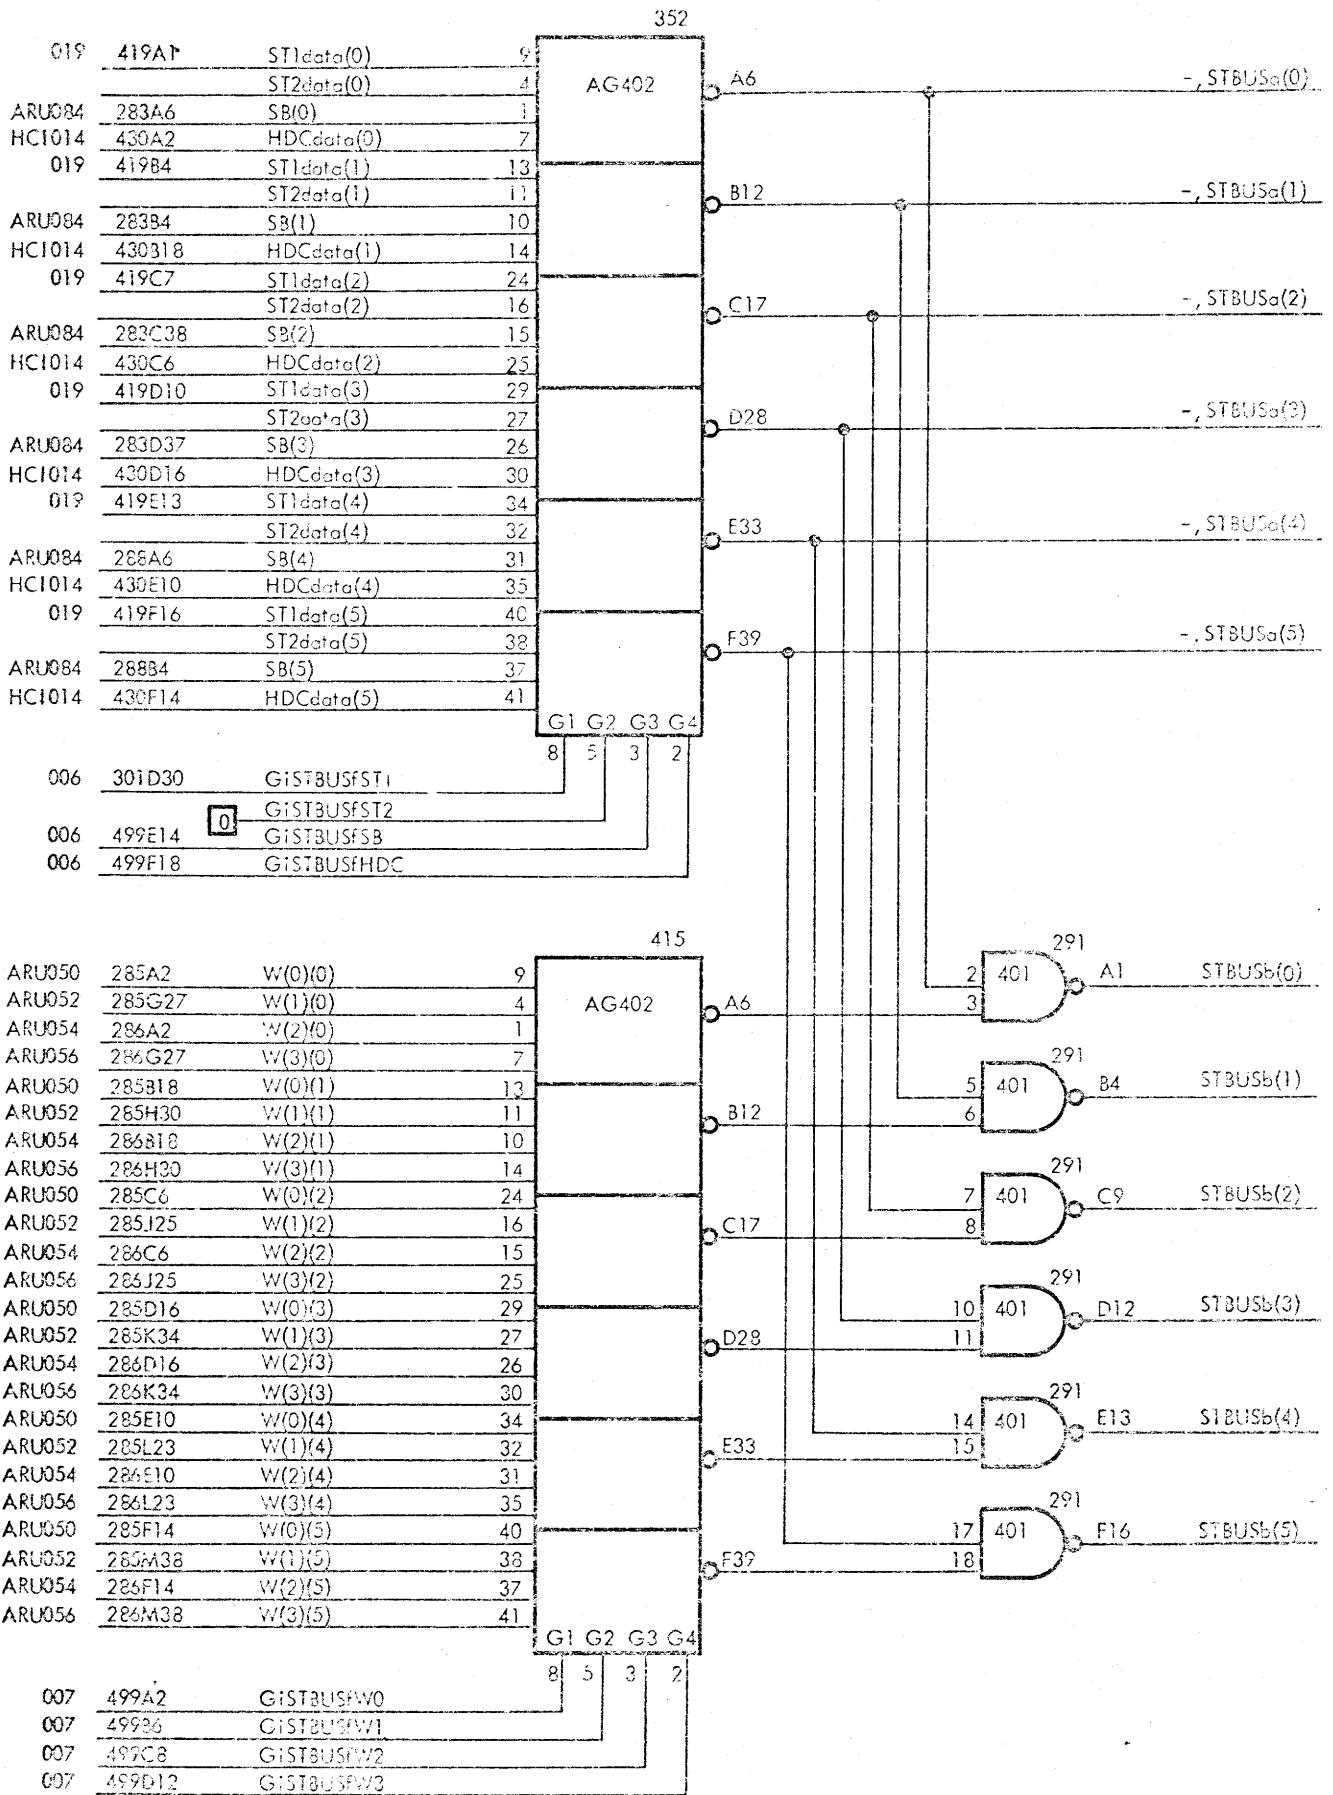 352
019 419A1 ST1data(0) 9 AG402 A6 -, STBUSa(0)
ST2data(0) 4
ARU084 283A6 SB(0) 1
HC1014 430A2 HDCdata(0) 7
019 419B4 ST1data(1) 13
ST2data(1) 11 B12 -, STBUSa(1)
ARU084 283B4 SB(1) 10
HC1014 430B18 HDCdata(1) 14
019 419C7 ST1data(2) 24
ST2data(2) 16 C17 -, STBUSa(2)
ARU084 283C38 SB(2) 15
HC1014 430C6 HDCdata(2) 25
019 419D10 ST1data(3) 29
ST2data(3) 27 D28 -, STBUSa(3)
ARU084 283D37 SB(3) 26
HC1014 430D16 HDCdata(3) 30
019 419E13 ST1data(4) 34
ST2data(4) 32 E33 -, STBUSa(4)
ARU084 288A6 SB(4) 31
HC1014 430E10 HDCdata(4) 35
019 419F16 ST1data(5) 40
ST2data(5) 38 F39 -, STBUSa(5)
ARU084 288B4 SB(5) 37
HC1014 430F14 HDCdata(5) 41
G1 G2 G3 G4
8 5 3 2
006 301D30 GiSTBUSfST1
0 GiSTBUSfST2
006 499E14 GiSTBUSfSB
006 499F18 GiSTBUSfHDC
415
291
ARU050 285A2 W(0)(0) 9 AG402 2 401 A1 STBUSb(0)
ARU052 285G27 W(1)(0) 4 A6 3
ARU054 286A2 W(2)(0) 1
ARU056 286G27 W(3)(0) 7 291
ARU050 285B18 W(0)(1) 13 5 401 B4 STBUSb(1)
ARU052 285H30 W(1)(1) 11 B12 6
ARU054 286B18 W(2)(1) 10
ARU056 286H30 W(3)(1) 14 291
ARU050 285C6 W(0)(2) 24 7 401 C9 STBUSb(2)
ARU052 285J25 W(1)(2) 16 C17 8
ARU054 286C6 W(2)(2) 15
ARU056 286J25 W(3)(2) 25 291
ARU050 285D16 W(0)(3) 29 10 401 D12 STBUSb(3)
ARU052 285K34 W(1)(3) 27 D28 11
ARU054 286D16 W(2)(3) 26
ARU056 286K34 W(3)(3) 30 291
ARU050 285E10 W(0)(4) 34 14 401 E13 STBUSb(4)
ARU052 285L23 W(1)(4) 32 E33 15
ARU054 286E10 W(2)(4) 31
ARU056 286L23 W(3)(4) 35 291
ARU050 285F14 W(0)(5) 40 17 401 F16 STBUSb(5)
ARU052 285M38 W(1)(5) 38 F39 18
ARU054 286F14 W(2)(5) 37
ARU056 286M38 W(3)(5) 41
G1 G2 G3 G4
8 5 3 2
007 499A2 GiSTBUSfW0
007 499B6 GiSTBUSfW1
007 499C8 GiSTBUSfW2
007 499D12 GiSTBUSfW3